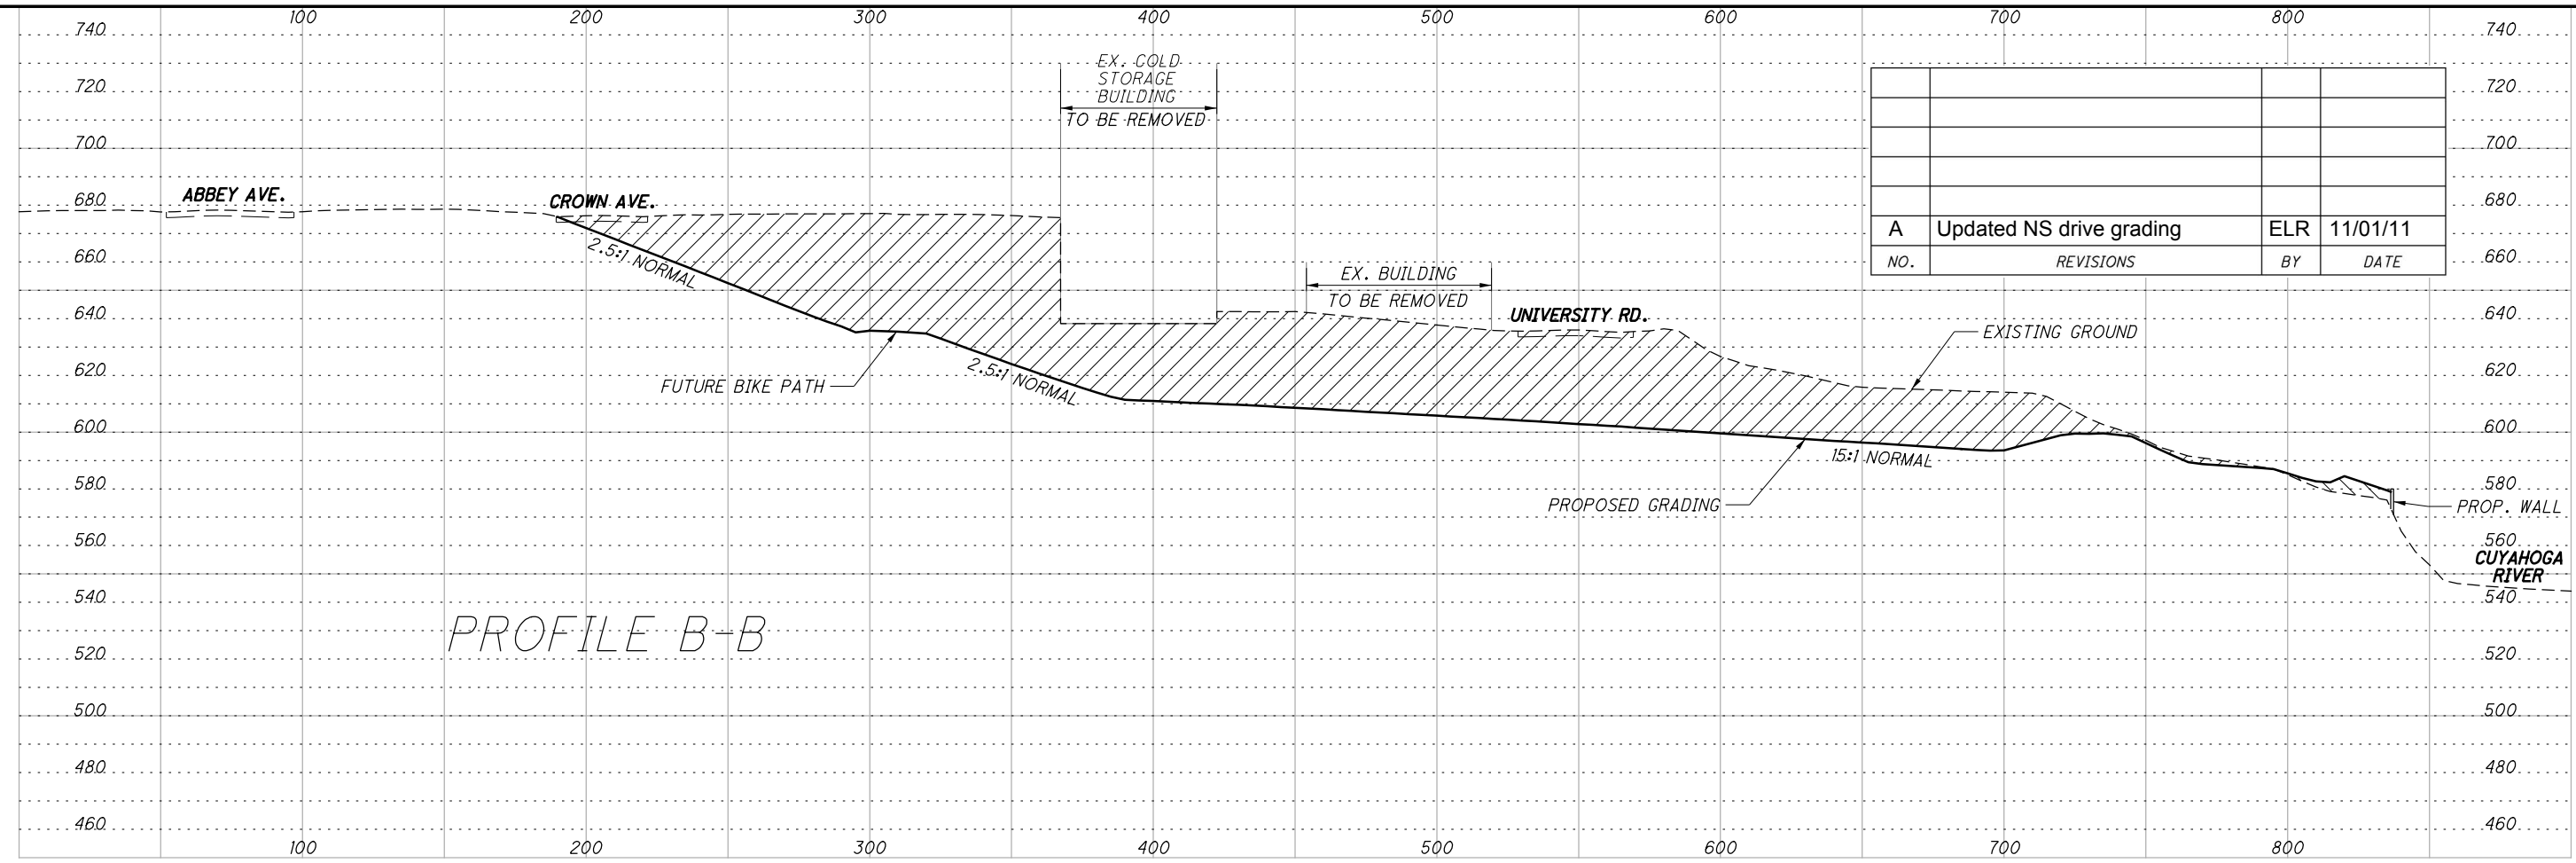 100 200 300 400 500 600 700 800
740 740
720 720
700 700
680 680
660 660
640 640
620 620
600 600
580 580
560 560
540 540
520 520
500 500
480 480
460 460
EX. COLD
STORAGE
BUILDING
TO BE REMOVED
ABBEY AVE.
CROWN AVE.
2.5:1 NORMAL
EX. BUILDING
TO BE REMOVED
UNIVERSITY RD.
A Updated NS drive grading ELR 11/01/11
NO. REVISIONS BY DATE
EXISTING GROUND
FUTURE BIKE PATH
2.5:1 NORMAL
15:1 NORMAL
PROPOSED GRADING
PROP. WALL
CUYAHOGA
RIVER
PROFILE B-B
100 200 300 400 500 600 700 800